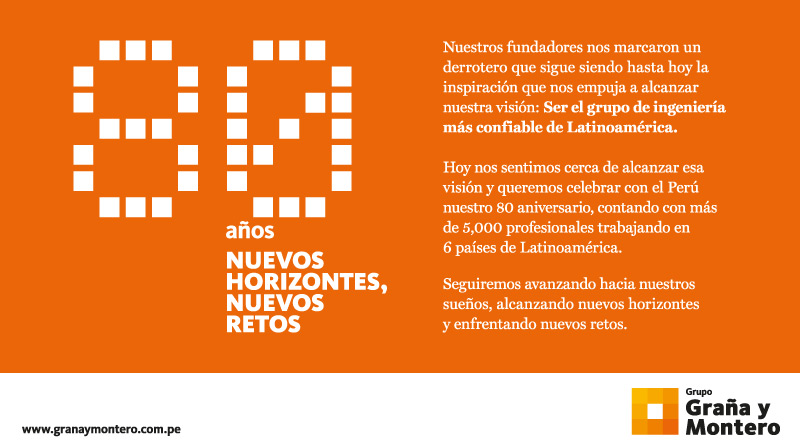 80
años
NUEVOS
HORIZONTES,
NUEVOS
RETOS
Nuestros fundadores nos marcaron un
derrotero que sigue siendo hasta hoy la
inspiración que nos empuja a alcanzar
nuestra visión: Ser el grupo de ingeniería
más confiable de Latinoamérica.
Hoy nos sentimos cerca de alcanzar esa
visión y queremos celebrar con el Perú
nuestro 80 aniversario, contando con más
de 5,000 profesionales trabajando en
6 países de Latinoamérica.
Seguiremos avanzando hacia nuestros
sueños, alcanzando nuevos horizontes
y enfrentando nuevos retos.
www.granaymontero.com.pe
Grupo
Graña y
Montero